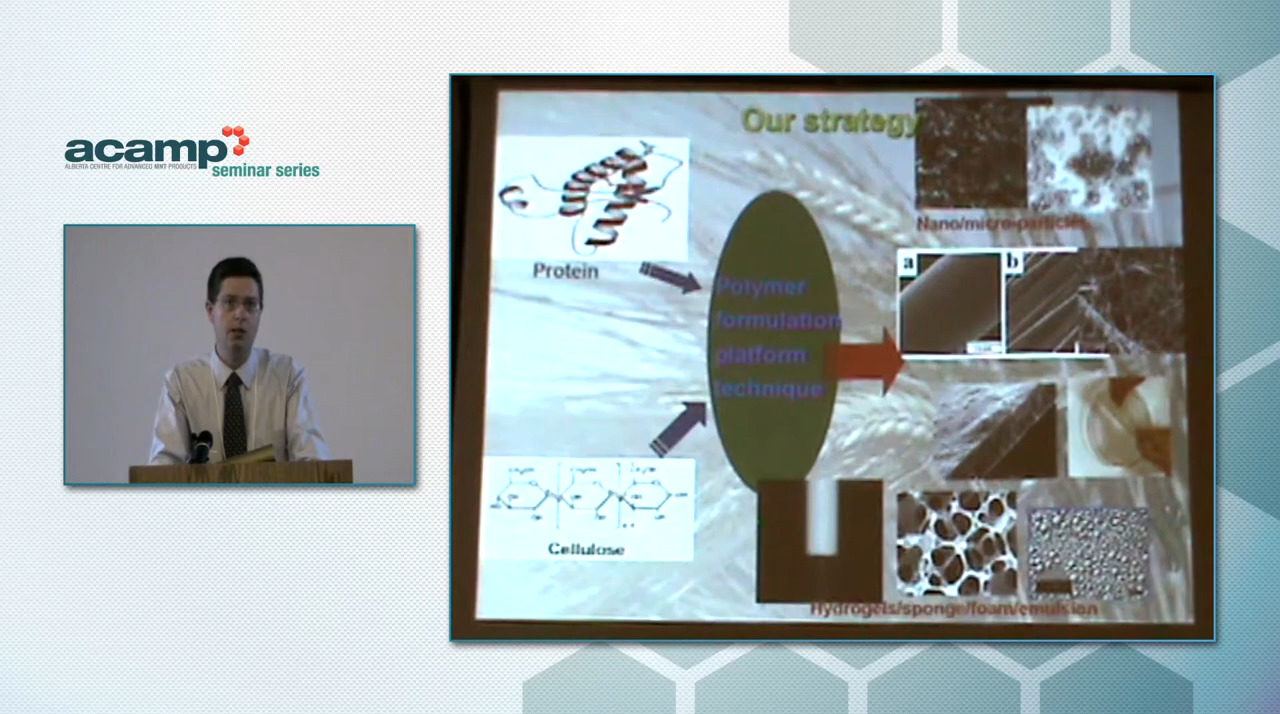 acamp
ALBERTA CENTRE FOR ADVANCED MNT PRODUCTS
seminar series
Our strategy
Protein
Nano/micro-particles
a
b
Polymer
formulation
platform
technique
Cellulose
Hydrogels/sponge/foam/emulsion